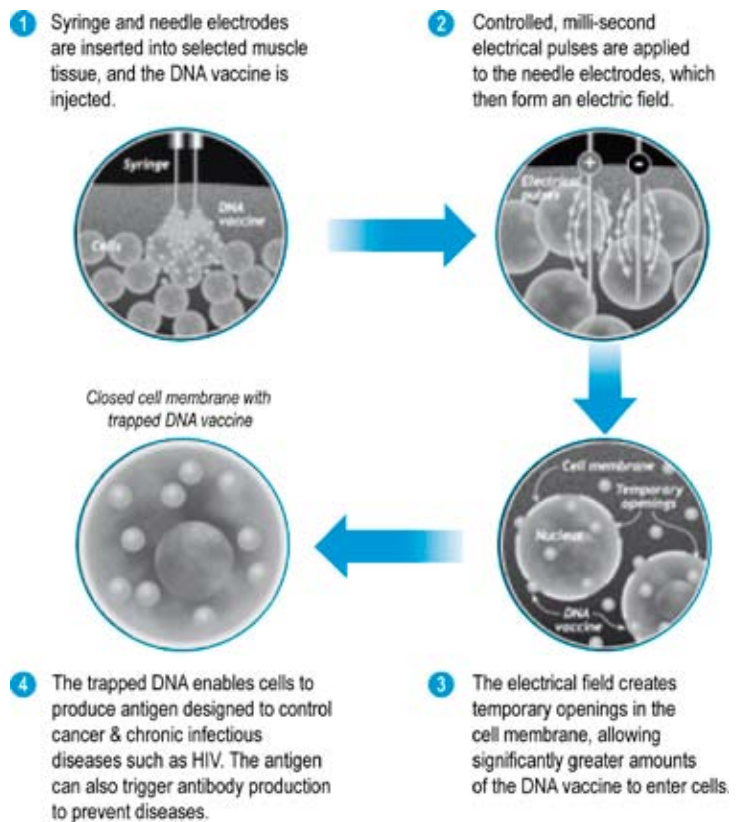 1 Syringe and needle electrodes
are inserted into selected muscle
tissue, and the DNA vaccine is
injected.
Syringe
DNA
vaccine
Cells
2 Controlled, milli-second
electrical pulses are applied
to the needle electrodes, which
then form an electric field.
+ -
Electrical
pulses
Cell membrane
Temporary
openings
Nucleus
DNA
vaccine
3 The electrical field creates
temporary openings in the
cell membrane, allowing
significantly greater amounts
of the DNA vaccine to enter cells.
Closed cell membrane with
trapped DNA vaccine
4 The trapped DNA enables cells to
produce antigen designed to control
cancer & chronic infectious
diseases such as HIV. The antigen
can also trigger antibody production
to prevent diseases.